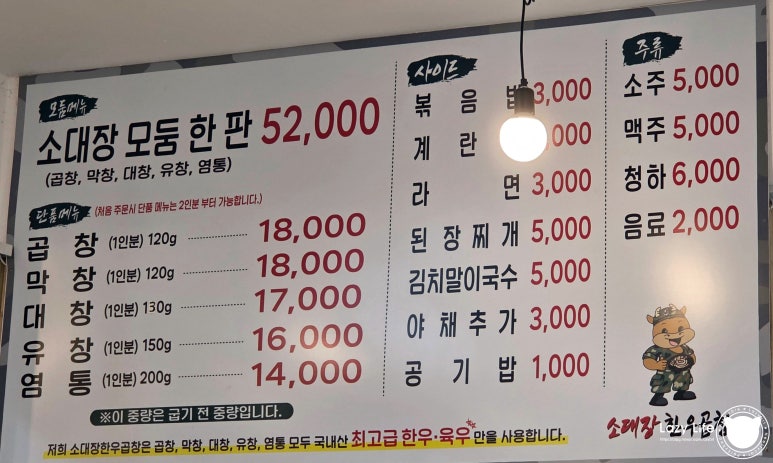 모둠메뉴
소대장 모둠 한 판 52,000
(곱창, 막창, 대창, 유창, 염통)
단품메뉴 (처음 주문시 단품 메뉴는 2인분 부터 가능합니다.)
곱 창 (1인분) 120g 18,000
막 창 (1인분) 120g 18,000
대 창 (1인분) 130g 17,000
유 창 (1인분) 150g 16,000
염 통 (1인분) 200g 14,000
※이 중량은 굽기 전 중량입니다.
저희 소대장한우곱창은 곱창, 막창, 대창, 유창, 염통 모두 국내산 최고급 한우·육우 만을 사용합니다.
사이드
볶 음 밥 3,000
계 란 000
라 면 3,000
된 장 찌 개 5,000
김치말이국수 5,000
야 채 추 가 3,000
공 기 밥 1,000
주류
소주 5,000
맥주 5,000
청하 6,000
음료 2,000
소대장 한우곱창
Lazy Life